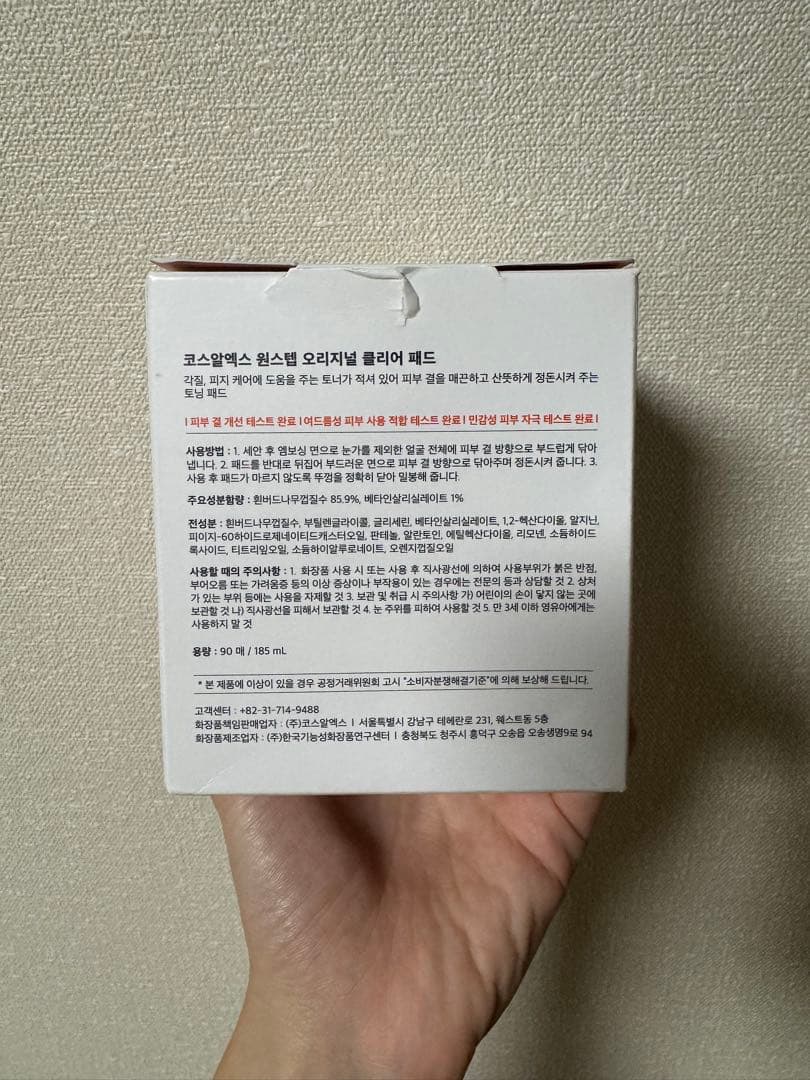 코스알엑스 원스텝 오리지널 클리어 패드
각질, 피지 케어에 도움을 주는 토너가 적셔 있어 피부 결을 매끈하고 산뜻하게 정돈시켜 주는
토닝 패드
I 피부 결 개선 테스트 완료 I 여드름성 피부 사용 적합 테스트 완료 I 민감성 피부 자극 테스트 완료 I
사용방법 : 1. 세안 후 엠보싱 면으로 눈가를 제외한 얼굴 전체에 피부 결 방향으로 부드럽게 닦아
냅니다. 2. 패드를 반대로 뒤집어 부드러운 면으로 피부 결 방향으로 닦아주며 정돈시켜 줍니다. 3.
사용 후 패드가 마르지 않도록 뚜껑을 정확히 닫아 밀봉해 줍니다.
주요성분함량 : 흰버드나무껍질수 85.9%, 베타인살리실레이트 1%
전성분 : 흰버드나무껍질수, 부틸렌글라이콜, 글리세린, 베타인살리실레이트, 1,2-헥산다이올, 알지닌,
피이지-60하이드로제네이티드캐스터오일, 판테놀, 알란토인, 에틸헥산다이올, 리모넨, 소듐하이드
록사이드, 티트리잎오일, 소듐하이알루로네이트, 오렌지껍질오일
사용할 때의 주의사항 : 1. 화장품 사용 시 또는 사용 후 직사광선에 의하여 사용부위가 붉은 반점,
부어오름 또는 가려움증 등의 이상 증상이나 부작용이 있는 경우에는 전문의 등과 상담할 것 2. 상처
가 있는 부위 등에는 사용을 자제할 것 3. 보관 및 취급 시 주의사항 가) 어린이의 손이 닿지 않는 곳에
보관할 것 나) 직사광선을 피해서 보관할 것 4. 눈 주위를 피하여 사용할 것 5. 만 3세 이하 영유아에게는
사용하지 말 것
용량 : 90 매 / 185 mL
* 본 제품에 이상이 있을 경우 공정거래위원회 고시 "소비자분쟁해결기준"에 의해 보상해 드립니다.
고객센터 : +82-31-714-9488
화장품책임판매업자 : (주)코스알엑스 I 서울특별시 강남구 테헤란로 231, 웨스트동 5층
화장품제조업자 : (주)한국기능성화장품연구센터 I 충청북도 청주시 흥덕구 오송읍 오송생명9로 94